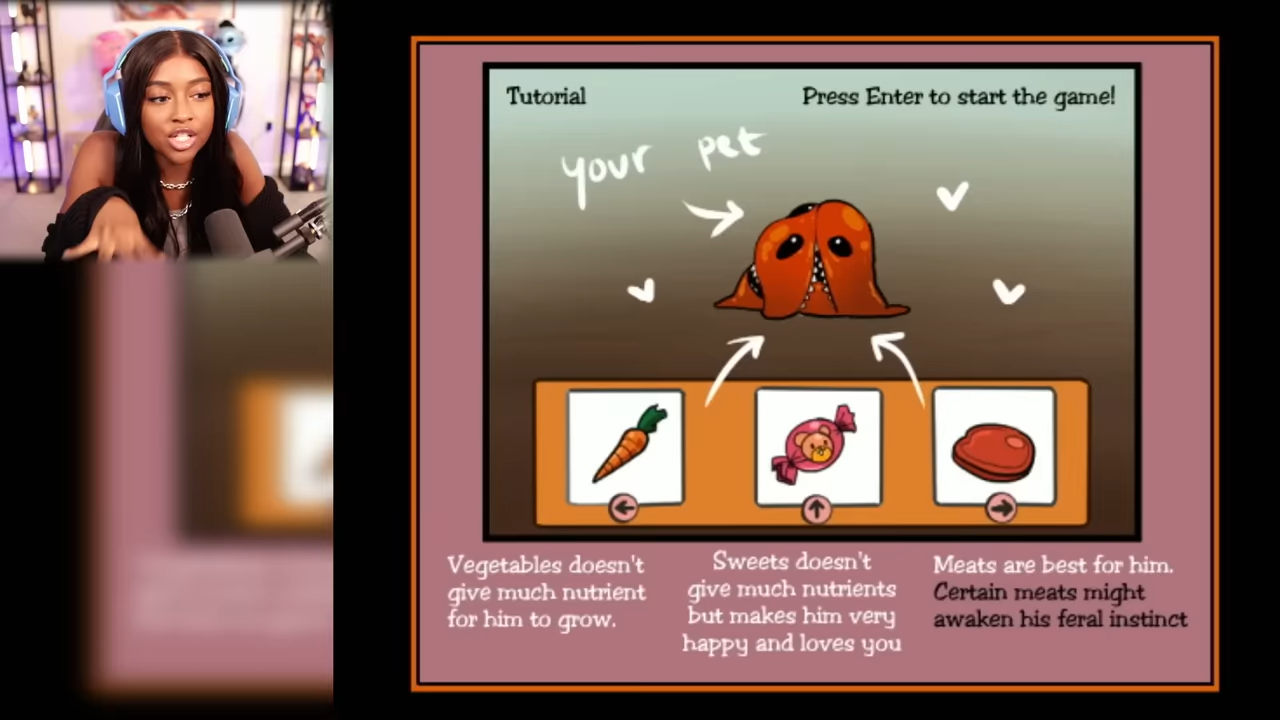 Tutorial
Press Enter to start the game!
your pet
Vegetables doesn't
give much nutrient
for him to grow.
Sweets doesn't
give much nutrients
but makes him very
happy and loves you
Meats are best for him.
Certain meats might
awaken his feral instinct